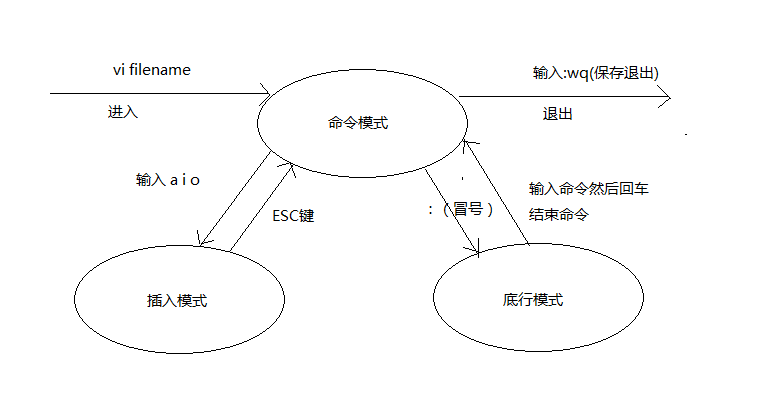 vi filename
进入
命令模式
输入:wq(保存退出)
退出
输入 a i o
ESC键
：（冒号）
输入命令然后回车
结束命令
插入模式
底行模式